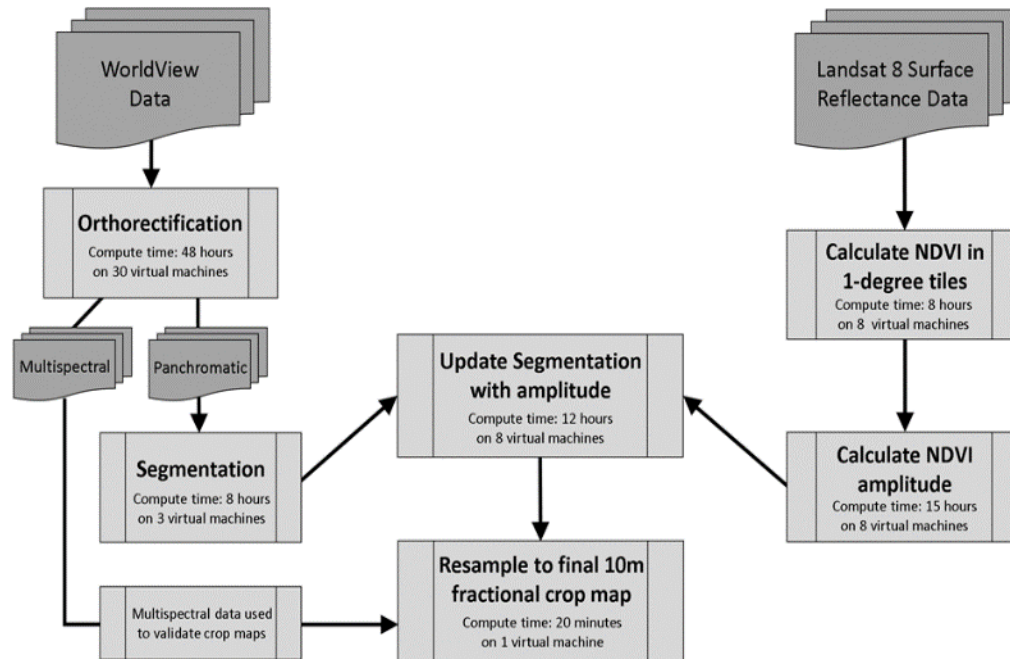 WorldView
Data
Landsat 8 Surface
Reflectance Data
Orthorectification
Compute time: 48 hours
on 30 virtual machines
Calculate NDVI in
1-degree tiles
Compute time: 8 hours
on 8 virtual machines
Multispectral
Panchromatic
Update Segmentation
with amplitude
Compute time: 12 hours
on 8 virtual machines
Segmentation
Compute time: 8 hours
on 3 virtual machines
Calculate NDVI
amplitude
Compute time: 15 hours
on 8 virtual machines
Resample to final 10m
fractional crop map
Compute time: 20 minutes
on 1 virtual machine
Multispectral data used
to validate crop maps